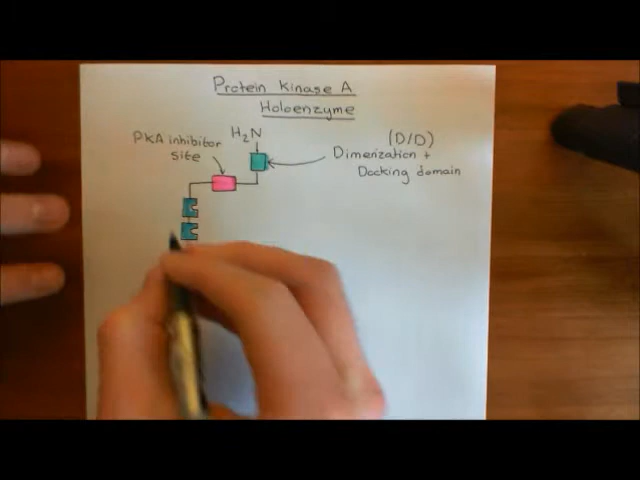 Protein Kinase A
Holoenzyme
PKA inhibitor
site
H₂N
(D/D)
Dimerization +
Docking domain